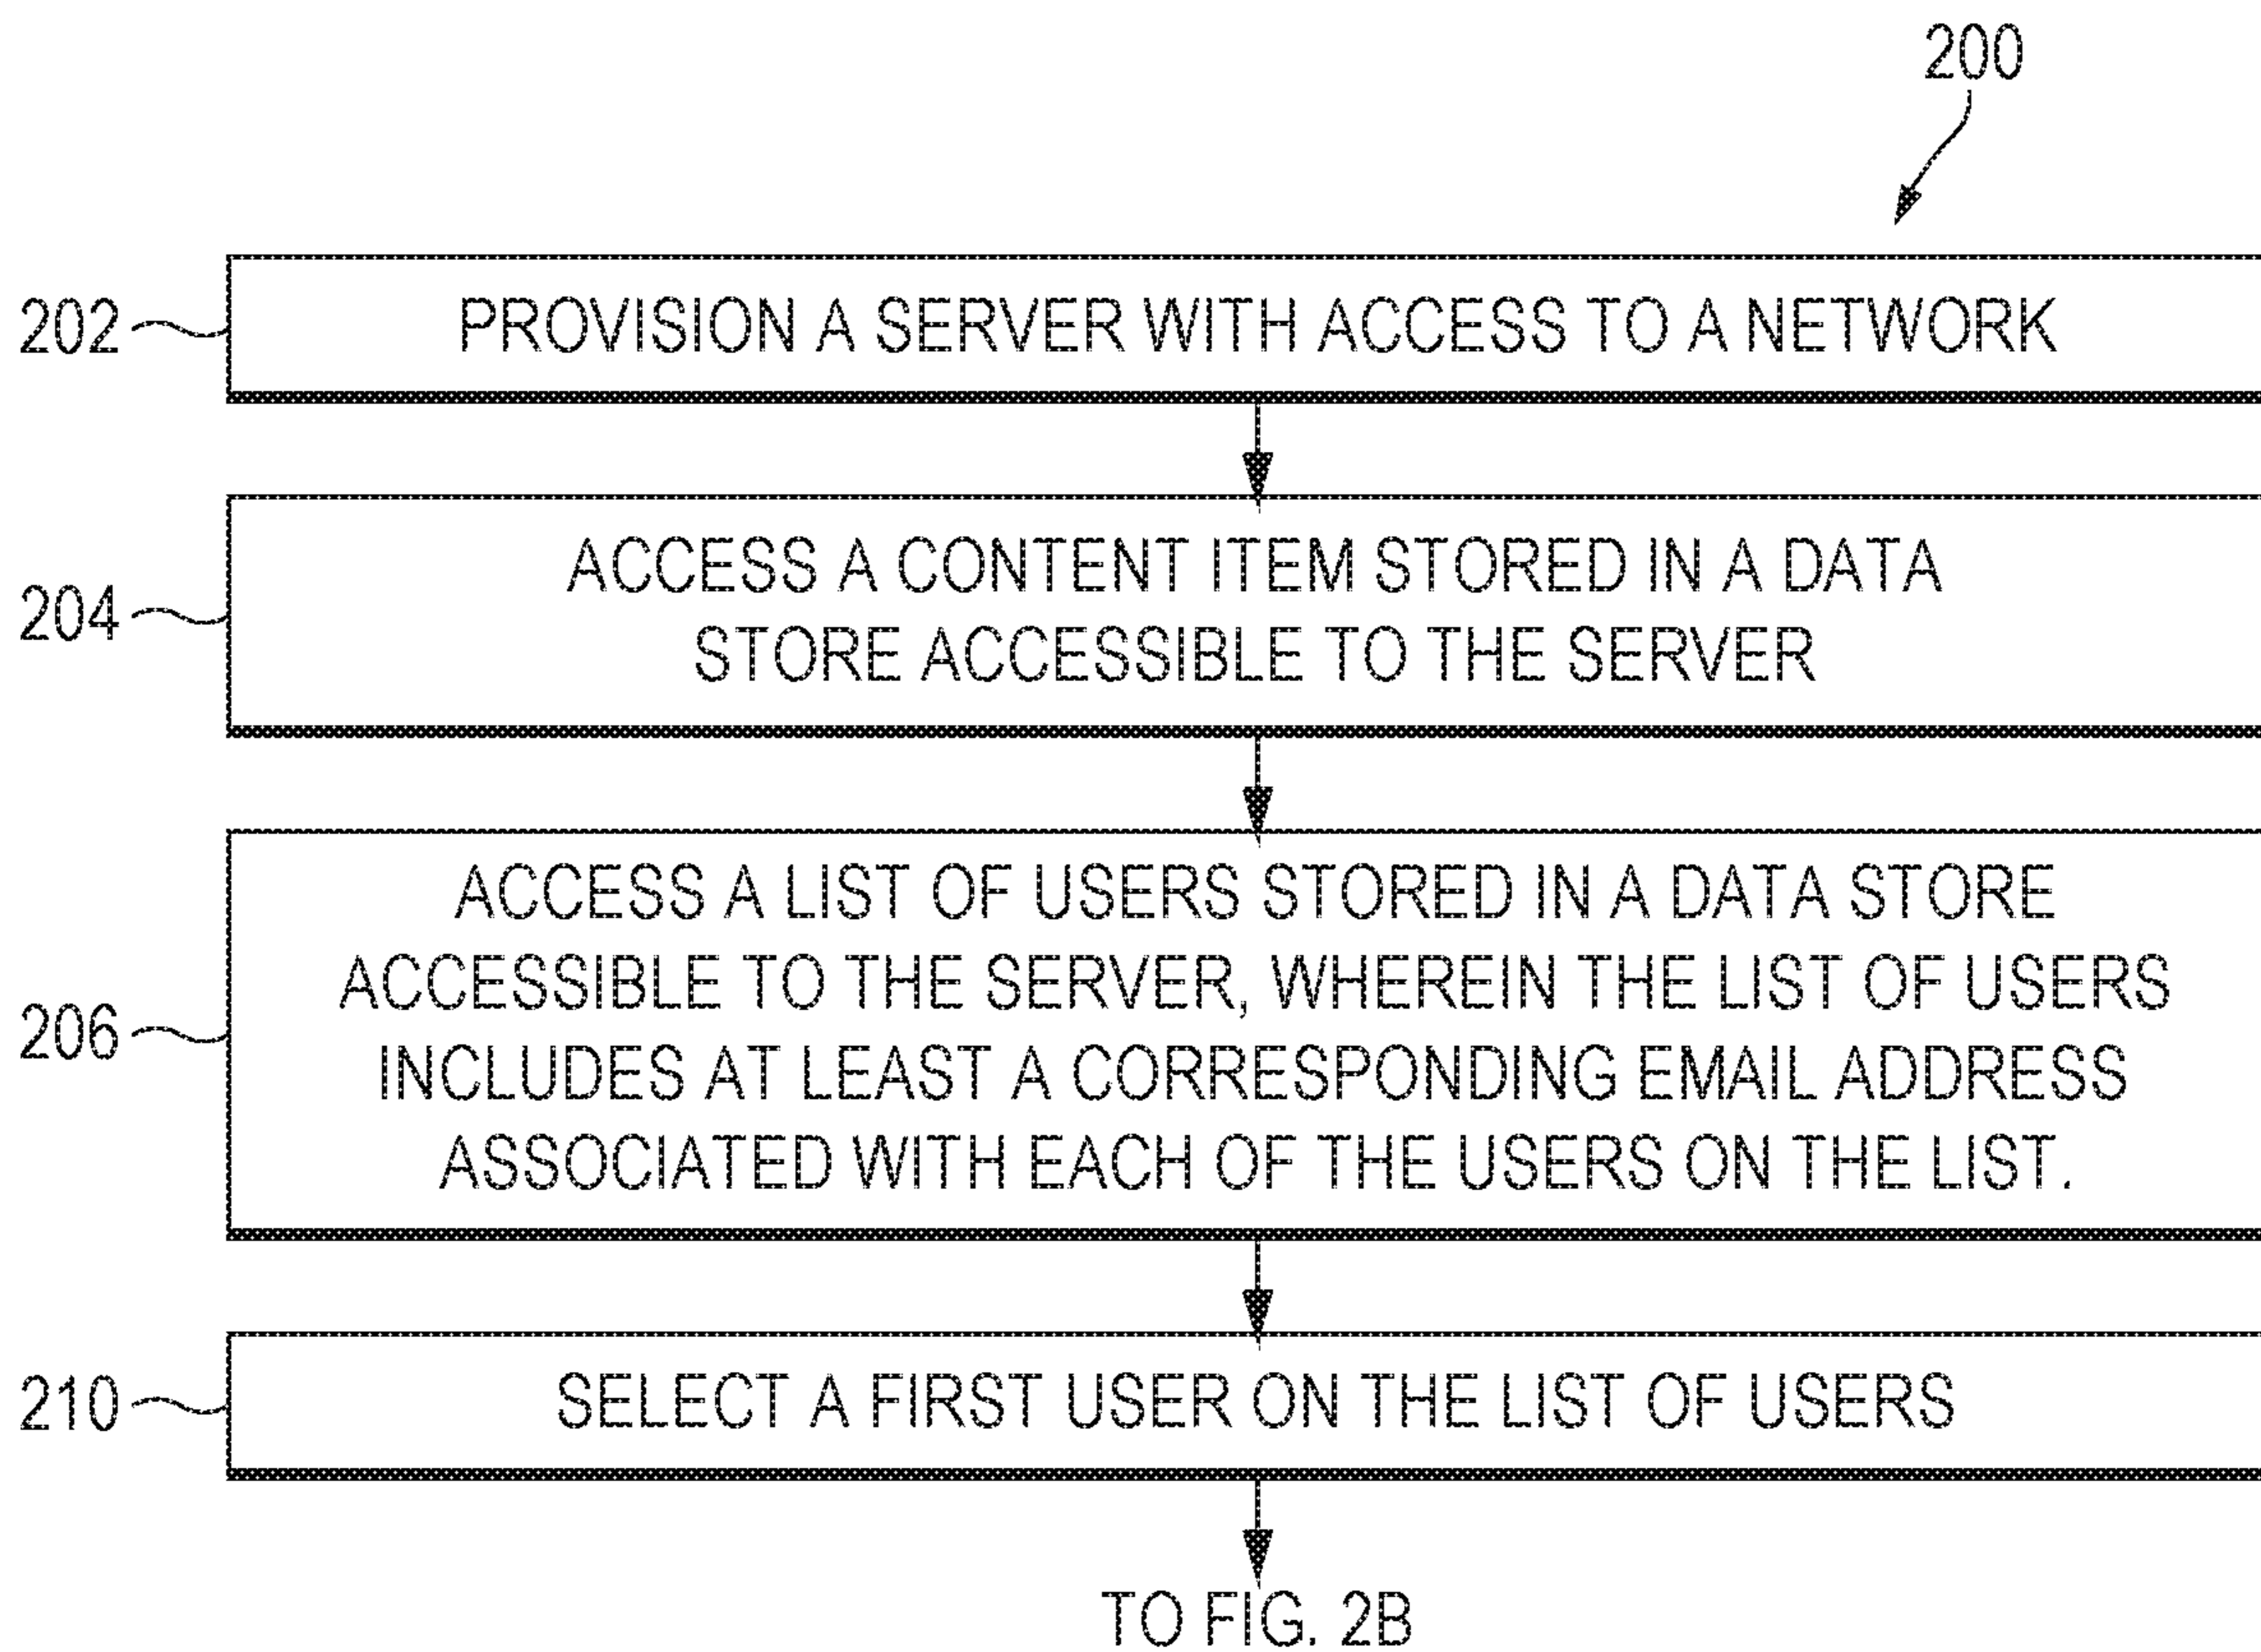 200
202
PROVISION A SERVER WITH ACCESS TO A NETWORK
204
ACCESS A CONTENT ITEM STORED IN A DATA
STORE ACCESSIBLE TO THE SERVER
206
ACCESS A LIST OF USERS STORED IN A DATA STORE
ACCESSIBLE TO THE SERVER, WHEREIN THE LIST OF USERS
INCLUDES AT LEAST A CORRESPONDING EMAIL ADDRESS
ASSOCIATED WITH EACH OF THE USERS ON THE LIST.
210
SELECT A FIRST USER ON THE LIST OF USERS
TO FIG. 2B